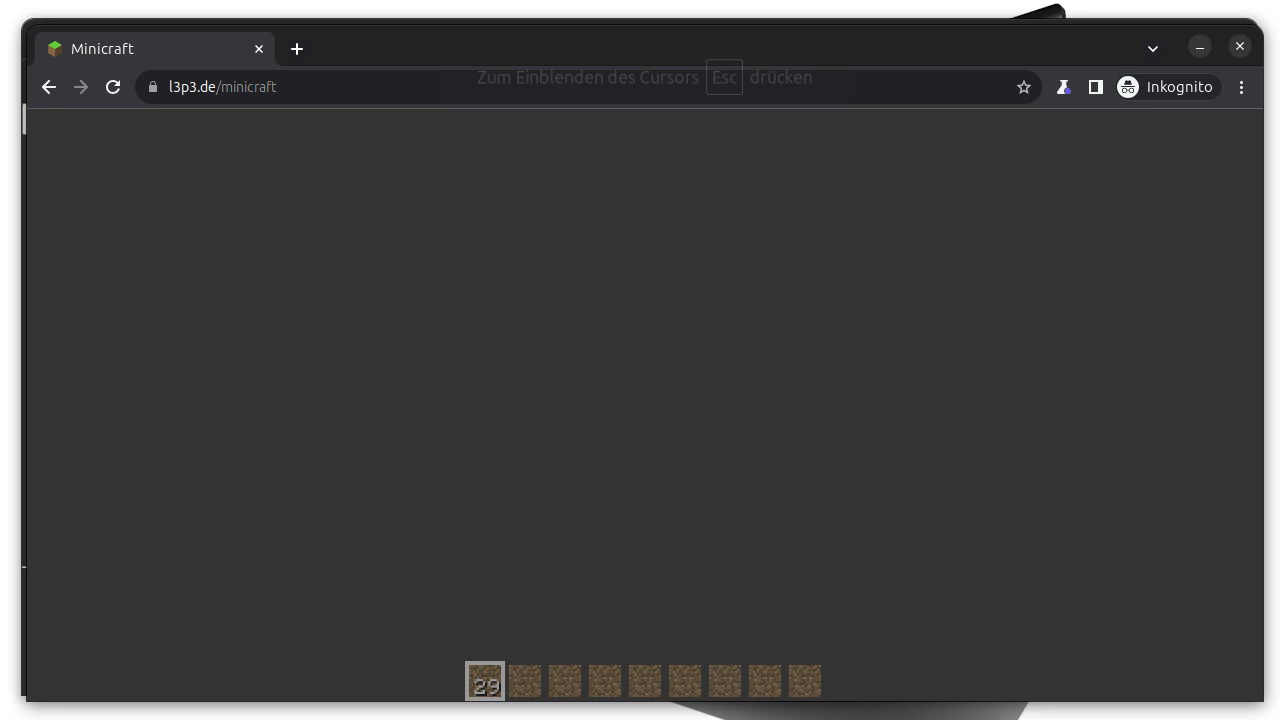 Minicraft
Zum Einblenden des Cursors Esc drücken
l3p3.de/minicraft
Inkognito
29